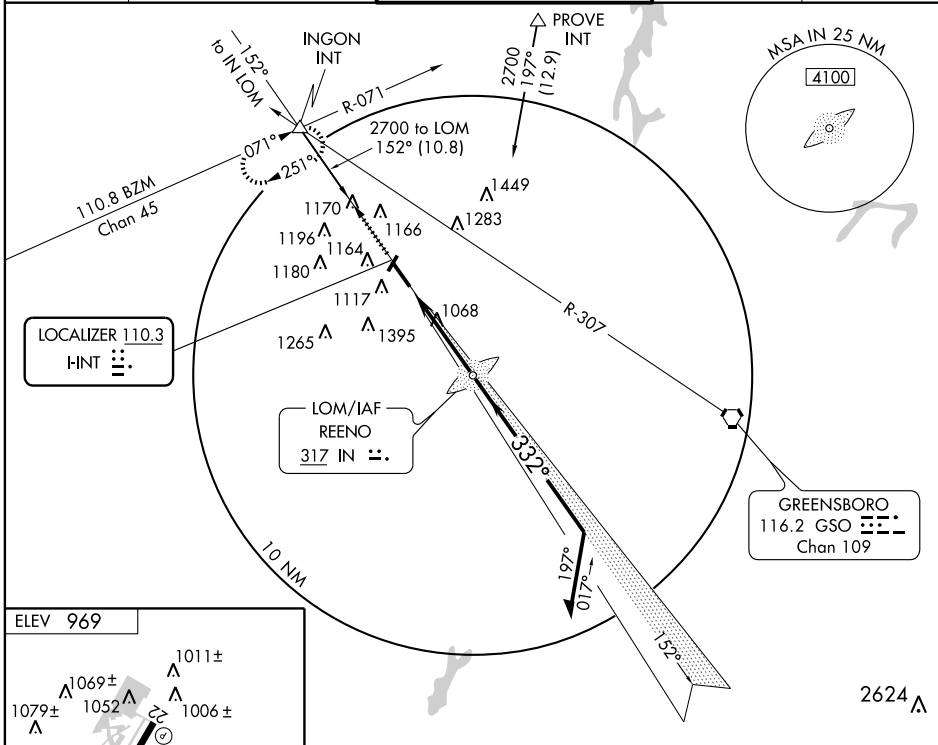 PROVE
INT
2700
197°
(12.9)
INGON
INT
152°
to IN LOM
R-071
MSA IN 25 NM
4100
2700 to LOM
152° (10.8)
071°
251°
110.8 BZM
Chan 45
1449
1283
1170
1166
1196
1164
1180
1117
1068
1265
1395
R-307
LOCALIZER 110.3
I-INT
LOM/IAF
REENO
317 IN
332°
GREENSBORO
116.2 GSO
Chan 109
197°
017°
10 NM
152°
2624
ELEV 969
1011±
1069±
1052
1006±
1079±
22
P